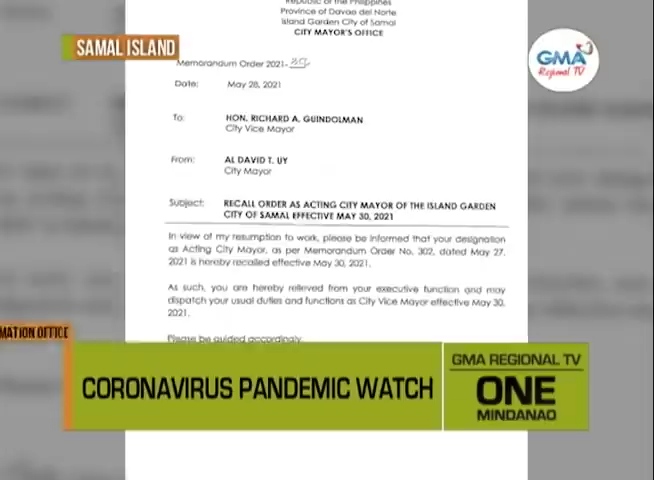 Republic of the Philippines
Province of Davao del Norte
Island Garden City of Samal
CITY MAYOR'S OFFICE
SAMAL ISLAND
GMA
Regional TV
Memorandum Order 2021-
Date: May 28, 2021
To: HON. RICHARD A. GUINDOLMAN
City Vice Mayor
From: AL DAVID T. UY
City Mayor
Subject: RECALL ORDER AS ACTING CITY MAYOR OF THE ISLAND GARDEN
CITY OF SAMAL EFFECTIVE MAY 30, 2021
In view of my resumption to work, please be informed that your designation
as Acting City Mayor, as per Memorandum Order No. 302, dated May 27,
2021 is hereby recalled effective May 30, 2021.
As such, you are hereby relieved from your executive function and may
dispatch your usual duties and functions as City Vice Mayor effective May 30,
2021.
Please be guided accordingly.
MATION OFFICE
CORONAVIRUS PANDEMIC WATCH
GMA REGIONAL TV
ONE
MINDANAO